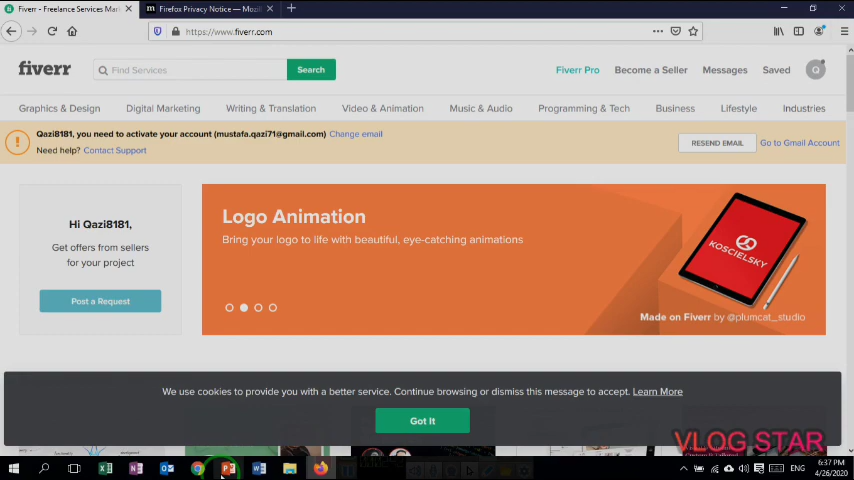 Fiverr - Freelance Services Mark
Firefox Privacy Notice — Mozill
https://www.fiverr.com
fiverr
Find Services
Search
Fiverr Pro
Become a Seller
Messages
Saved
Q
Graphics & Design
Digital Marketing
Writing & Translation
Video & Animation
Music & Audio
Programming & Tech
Business
Lifestyle
Industries
Qazi8181, you need to activate your account (mustafa.qazi71@gmail.com) Change email
Need help? Contact Support
RESEND EMAIL
Go to Gmail Account
Hi Qazi8181,
Get offers from sellers
for your project
Post a Request
Logo Animation
Bring your logo to life with beautiful, eye-catching animations
KOSCIELSKY
Made on Fiverr by @plumcat_studio
We use cookies to provide you with a better service. Continue browsing or dismiss this message to accept. Learn More
Got It
VLOG STAR
ENG
6:37 PM
4/26/2020